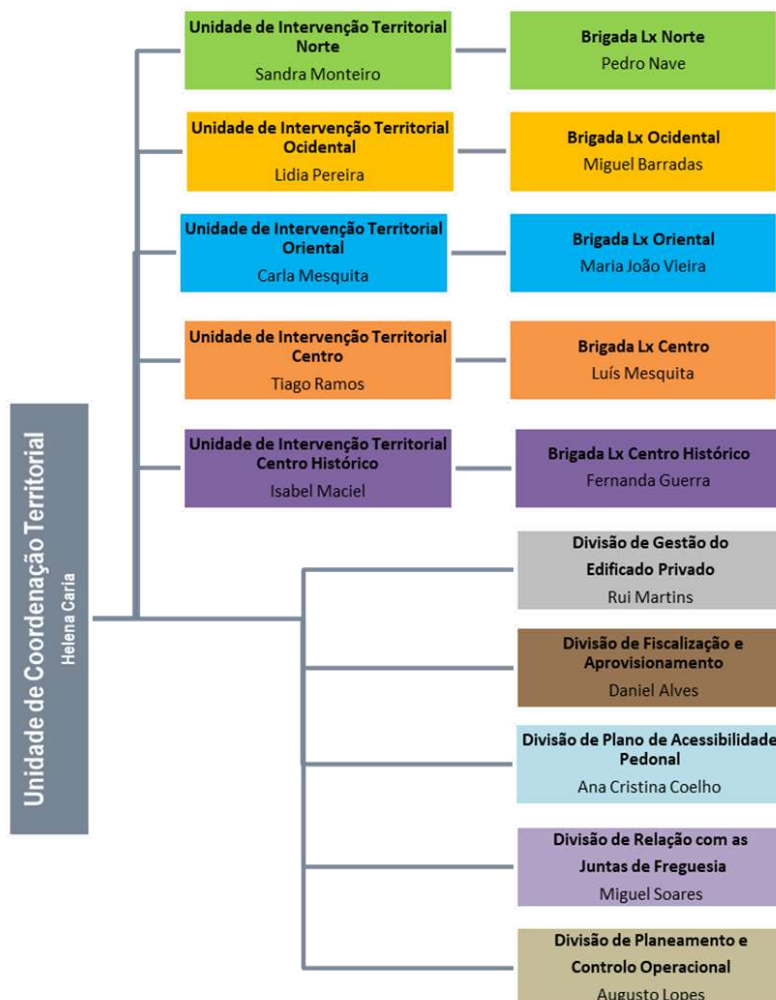 Unidade de Intervenção Territorial
Norte
Sandra Monteiro
Brigada Lx Norte
Pedro Nave
Unidade de Intervenção Territorial
Ocidental
Lidia Pereira
Brigada Lx Ocidental
Miguel Barradas
Unidade de Intervenção Territorial
Oriental
Carla Mesquita
Brigada Lx Oriental
Maria João Vieira
Unidade de Intervenção Territorial
Centro
Tiago Ramos
Brigada Lx Centro
Luís Mesquita
Unidade de Intervenção Territorial
Centro Histórico
Isabel Maciel
Brigada Lx Centro Histórico
Fernanda Guerra
Unidade de Coordenação Territorial
Helena Caria
Divisão de Gestão do
Edificado Privado
Rui Martins
Divisão de Fiscalização e
Aprovisionamento
Daniel Alves
Divisão de Plano de Acessibilidade
Pedonal
Ana Cristina Coelho
Divisão de Relação com as
Juntas de Freguesia
Miguel Soares
Divisão de Planeamento e
Controlo Operacional
Augusto Lopes